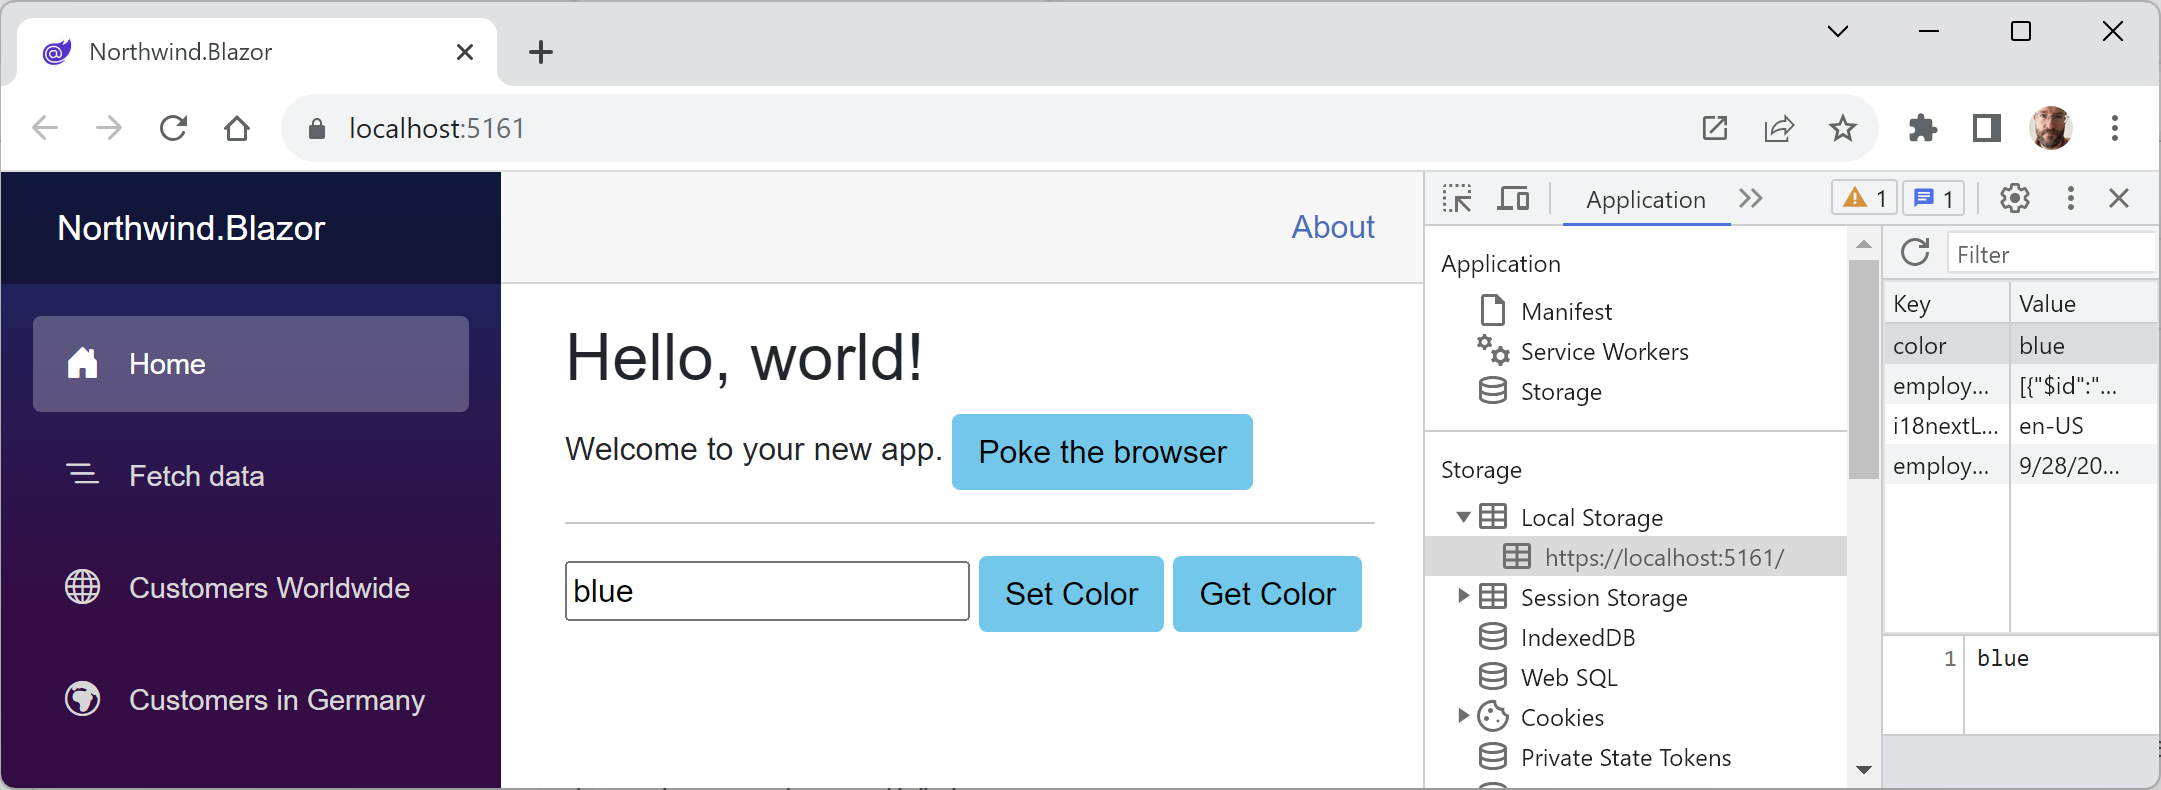 Northwind.Blazor
localhost:5161
Northwind.Blazor
Home
Fetch data
Customers Worldwide
Customers in Germany
About
Hello, world!
Welcome to your new app. Poke the browser
blue Set Color Get Color
Application
1
1
Application
Manifest
Service Workers
Storage
Storage
Local Storage
https://localhost:5161/
Session Storage
IndexedDB
Web SQL
Cookies
Private State Tokens
Filter
Key Value
color blue
employ... [{"$id":"...
i18nextL... en-US
employ... 9/28/20...
1 blue